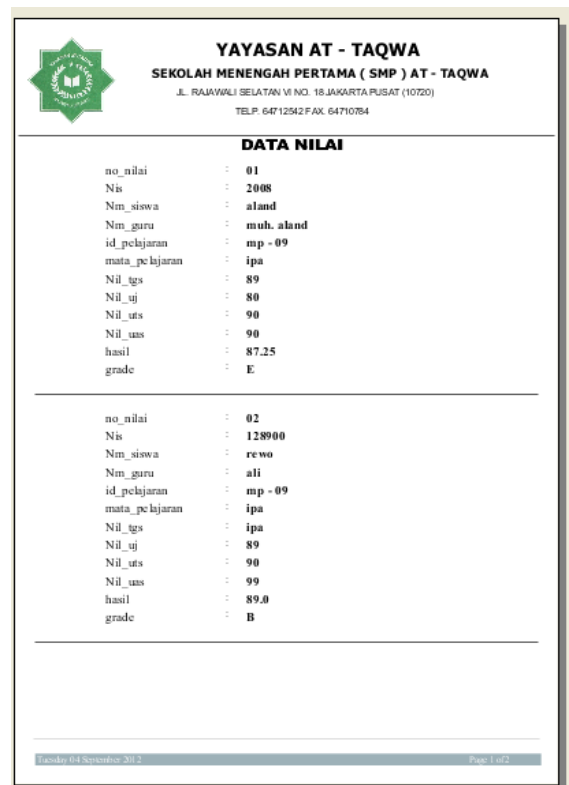 YAYASAN AT - TAQWA
SEKOLAH MENENGAH PERTAMA ( SMP ) AT - TAQWA
JL. RAJAWALI SELATAN VI NO. 18 JAKARTA PUSAT (10720)
TELP. 64712542 FAX. 64710784
DATA NILAI
no_nilai : 01
Nis : 2008
Nm_siswa : aland
Nm_guru : muh. aland
id_pelajaran : mp - 09
mata_pelajaran : ipa
Nil_tgs : 89
Nil_uj : 80
Nil_uts : 90
Nil_uas : 90
hasil : 87.25
grade : E
no_nilai : 02
Nis : 128900
Nm_siswa : rewo
Nm_guru : ali
id_pelajaran : mp - 09
mata_pelajaran : ipa
Nil_tgs : ipa
Nil_uj : 89
Nil_uts : 90
Nil_uas : 99
hasil : 89.0
grade : B
Tuesday 04 September 2012 Page 1 of 2